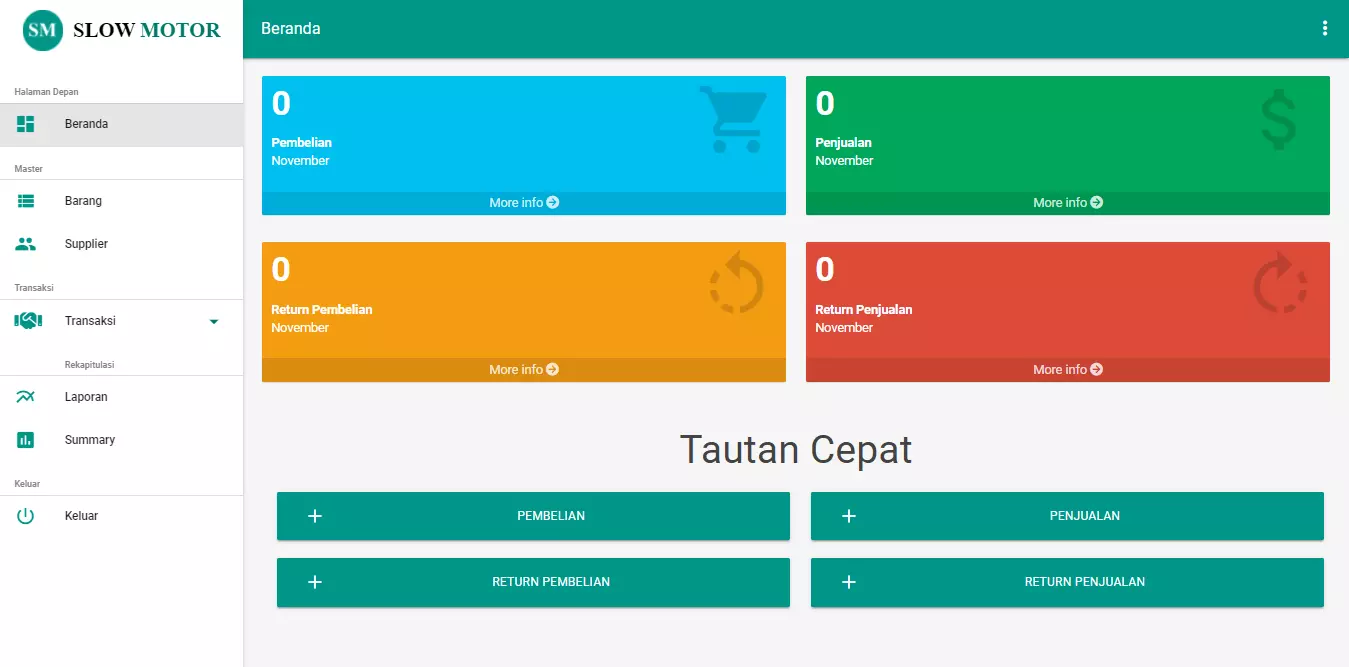 SM SLOW MOTOR
Halaman Depan
Beranda
Master
Barang
Supplier
Transaksi
Transaksi
Rekapitulasi
Laporan
Summary
Keluar
Keluar
Beranda
0
Pembelian
November
More info
0
Penjualan
November
More info
0
Return Pembelian
November
More info
0
Return Penjualan
November
More info
Tautan Cepat
PEMBELIAN
PENJUALAN
RETURN PEMBELIAN
RETURN PENJUALAN